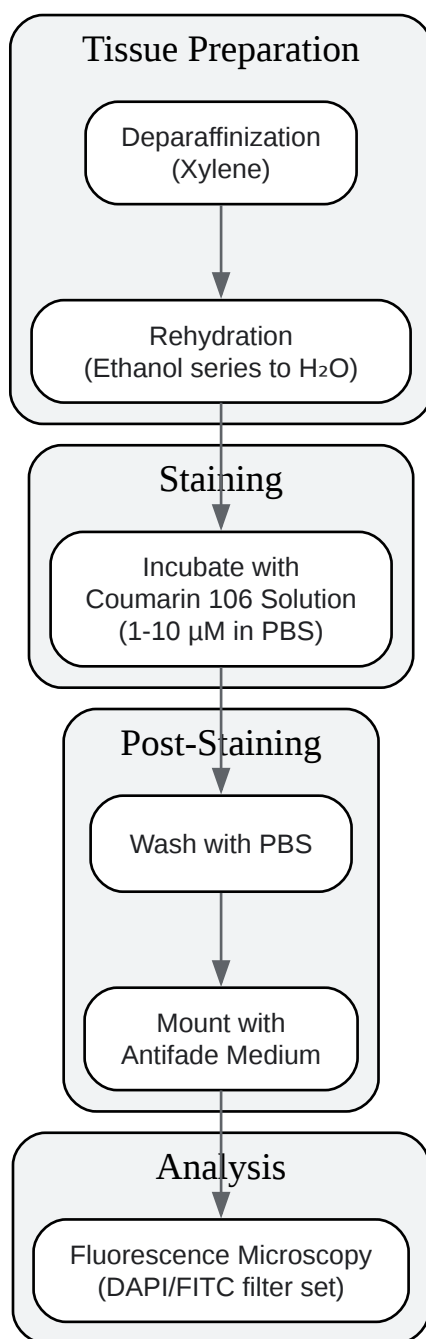 Tissue Preparation
Deparaffinization
(Xylene)
Rehydration
(Ethanol series to H₂O)
Staining
Incubate with
Coumarin 106 Solution
(1-10 µM in PBS)
Post-Staining
Wash with PBS
Mount with
Antifade Medium
Analysis
Fluorescence Microscopy
(DAPI/FITC filter set)